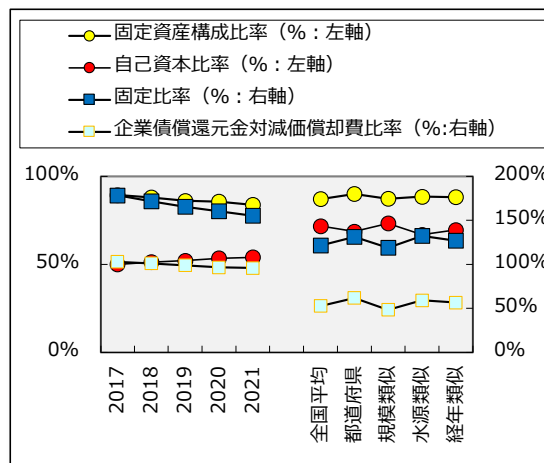 固定資産構成比率（%：左軸）
自己資本比率（%：左軸）
固定比率（%：右軸）
企業債償還元金対減価償却費比率（%:右軸）
100%
50%
0%
200%
150%
100%
50%
0%
2017
2018
2019
2020
2021
全国平均
都道府県
規模類似
水源類似
経年類似